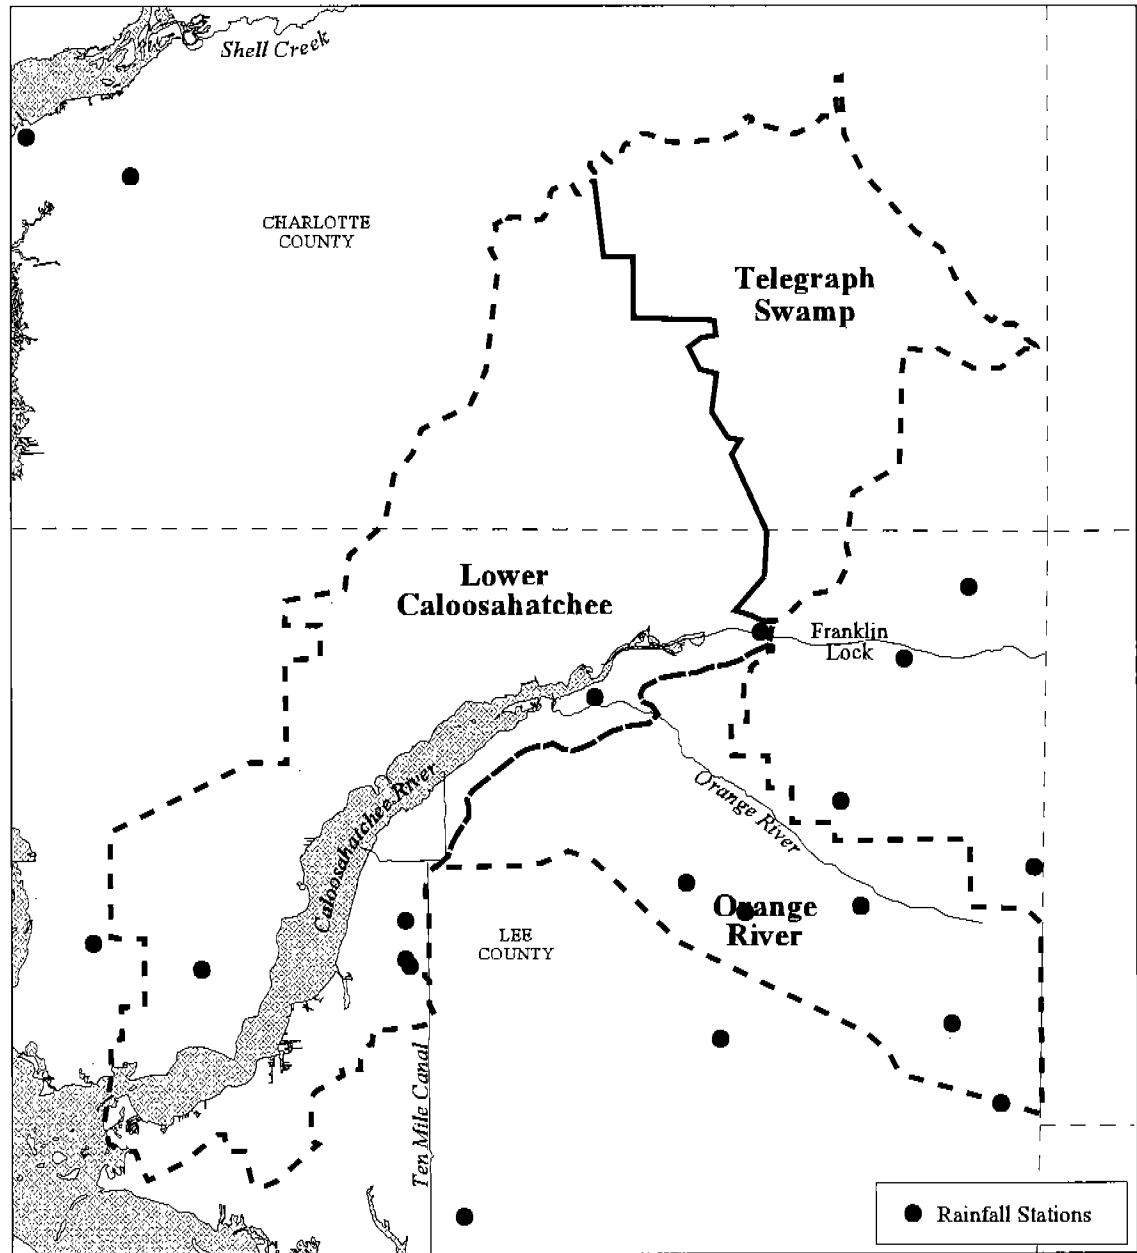 Shell Creek
CHARLOTTE
COUNTY
Telegraph
Swamp
Lower
Caloosahatchee
Franklin
Lock
Caloosahatchee River
Orange River
Orange
River
LEE
COUNTY
Ten Mile Canal
Rainfall Stations